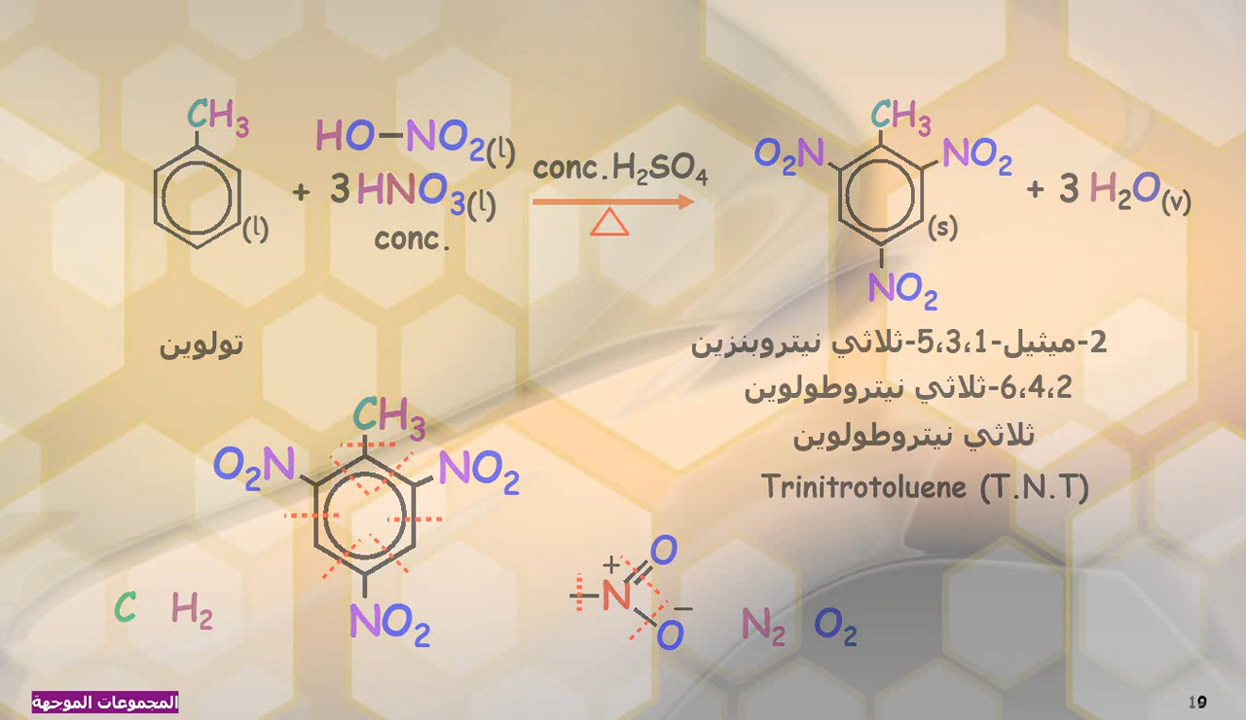 CH₃
HO–NO₂(l)
+ 3HNO₃(l)
conc.
(l)
conc.H₂SO₄
△
CH₃
O₂N NO₂
(s)
NO₂
+ 3 H₂O(v)
تولوين
2-ميثيل-1،3،5-ثلاثي نيتروبنزين
2،4،6-ثلاثي نيتروطولوين
ثلاثي نيتروطولوين
Trinitrotoluene (T.N.T)
CH₃
O₂N NO₂
NO₂
C H₂
+ O
N
− O
N₂ O₂
المجموعات الموجهة
19